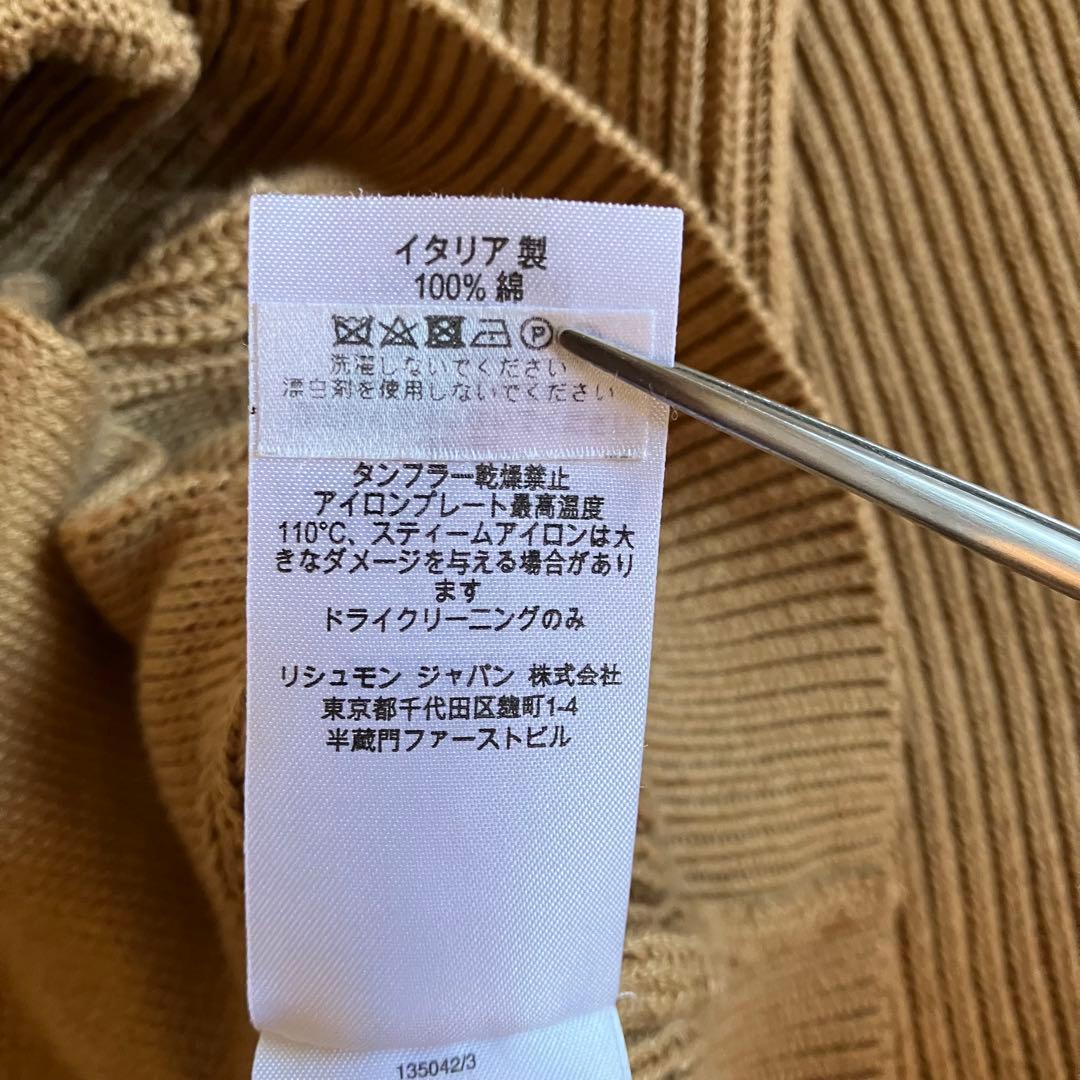 イタリア 製
100% 綿
P
洗濯しないでください
漂白剤を使用しないでください
タンブラー乾燥禁止
アイロンプレート最高温度
110°C、スティームアイロンは大
きなダメージを与える場合があり
ます
ドライクリーニングのみ
リシュモン ジャパン 株式会社
東京都千代田区麹町1-4
半蔵門ファーストビル
135042/3